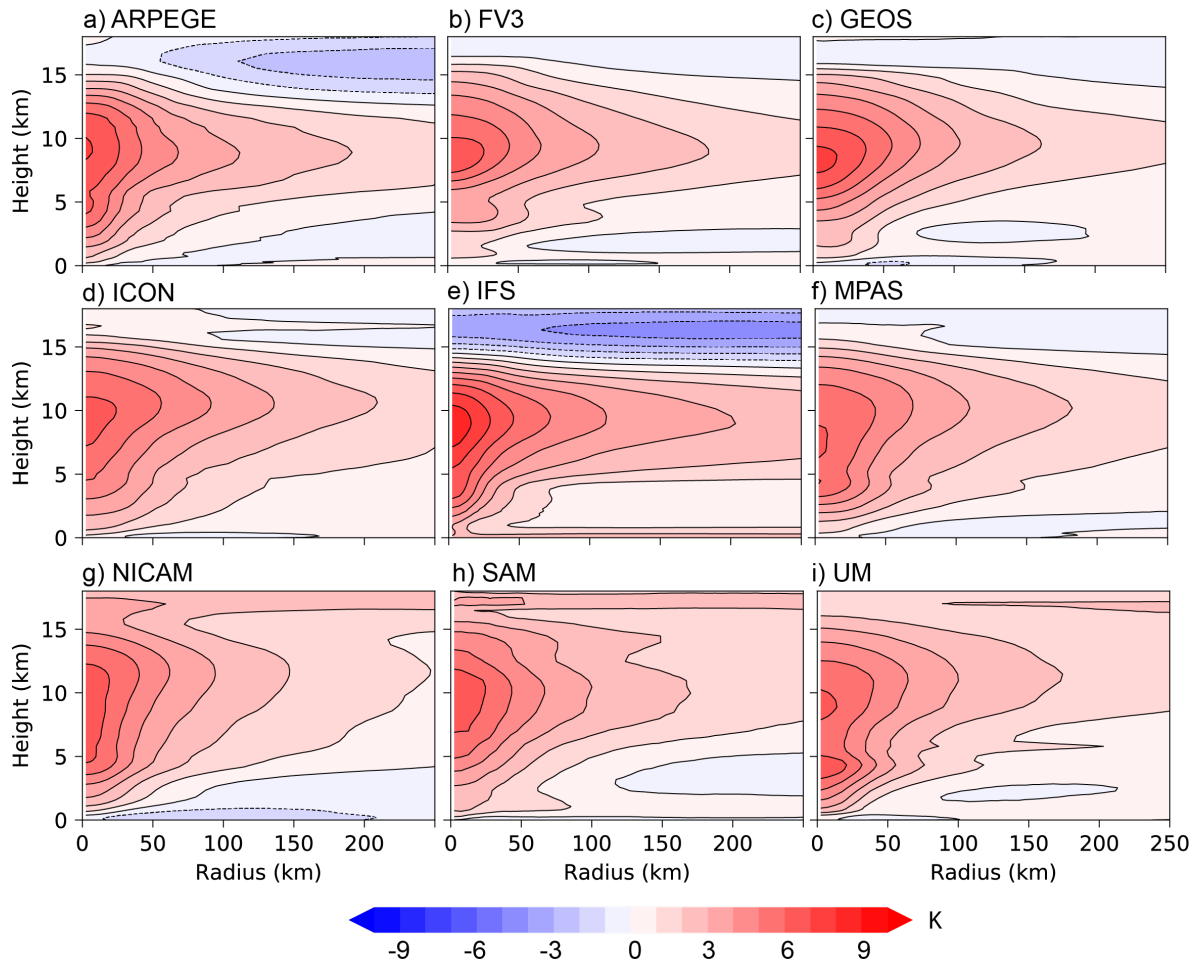 a) ARPEGE b) FV3 c) GEOS
Height (km)
15
10
5
0
d) ICON e) IFS f) MPAS
Height (km)
15
10
5
0
g) NICAM h) SAM i) UM
Height (km)
15
10
5
0
0 50 100 150 200 0 50 100 150 200 0 50 100 150 200 250
Radius (km) Radius (km) Radius (km)
-9 -6 -3 0 3 6 9 K